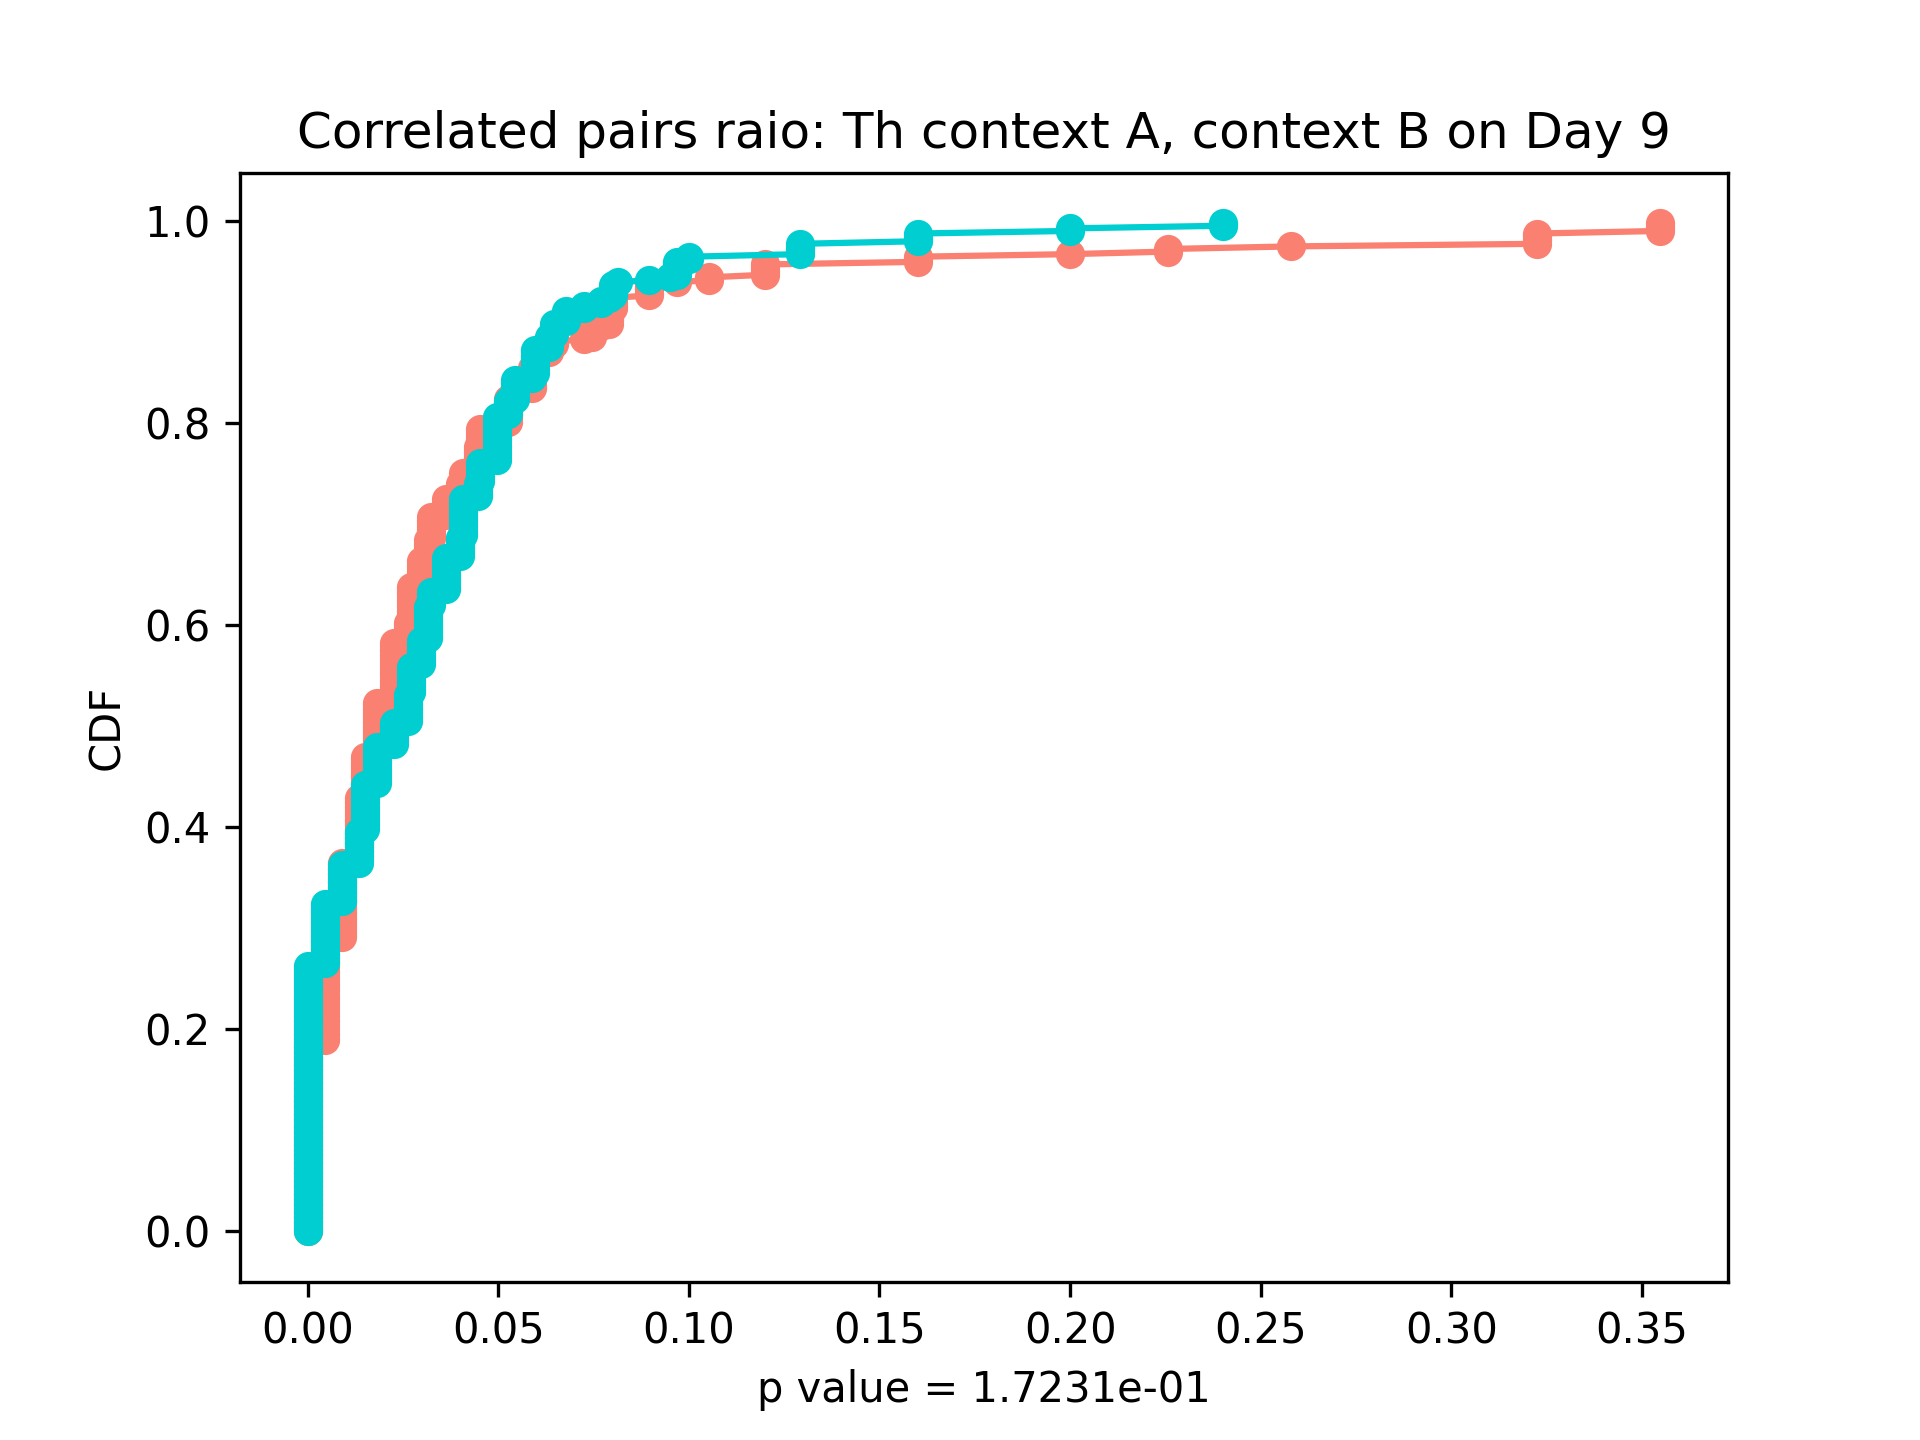 Correlated pairs raio: Th context A, context B on Day 9
1.0
0.8
0.6
0.4
0.2
0.0
CDF
0.00 0.05 0.10 0.15 0.20 0.25 0.30 0.35
p value = 1.7231e-01